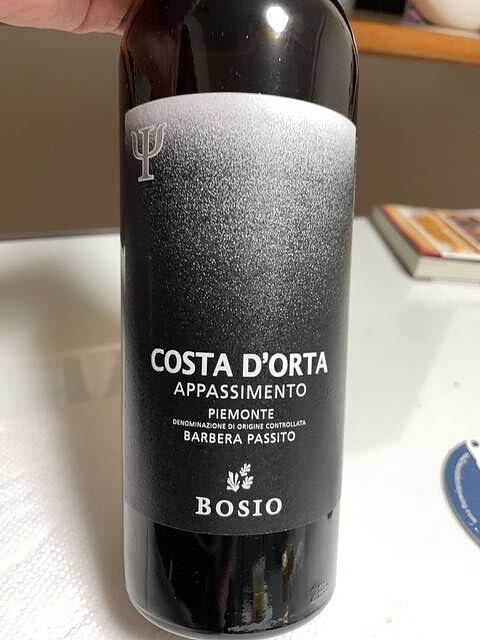 Ψ
COSTA D'ORTA
APPASSIMENTO
PIEMONTE
DENOMINAZIONE DI ORIGINE CONTROLLATA
BARBERA PASSITO
BOSIO